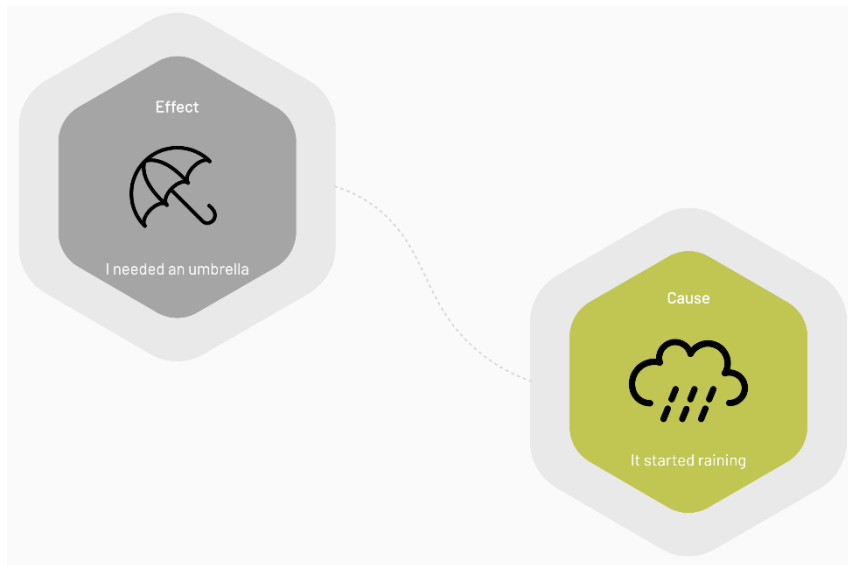 Effect
I needed an umbrella
Cause
It started raining